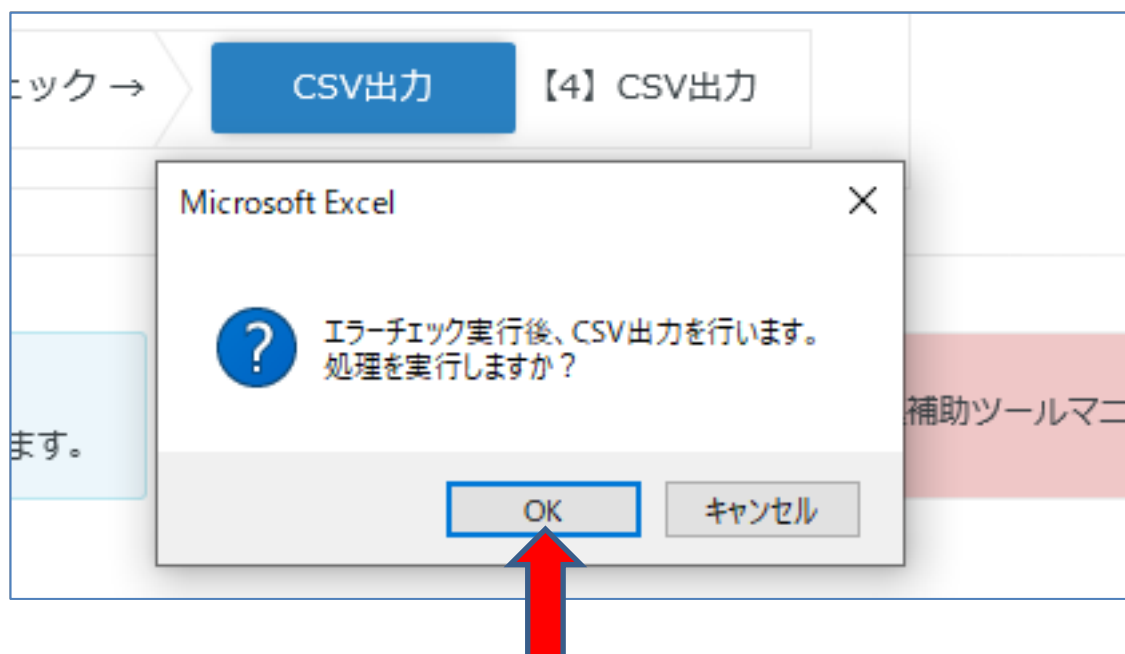 ェック →
CSV出力
【4】CSV出力
Microsoft Excel
エラーチェック実行後、CSV出力を行います。
処理を実行しますか？
ます。
補助ツールマニ
OK
キャンセル